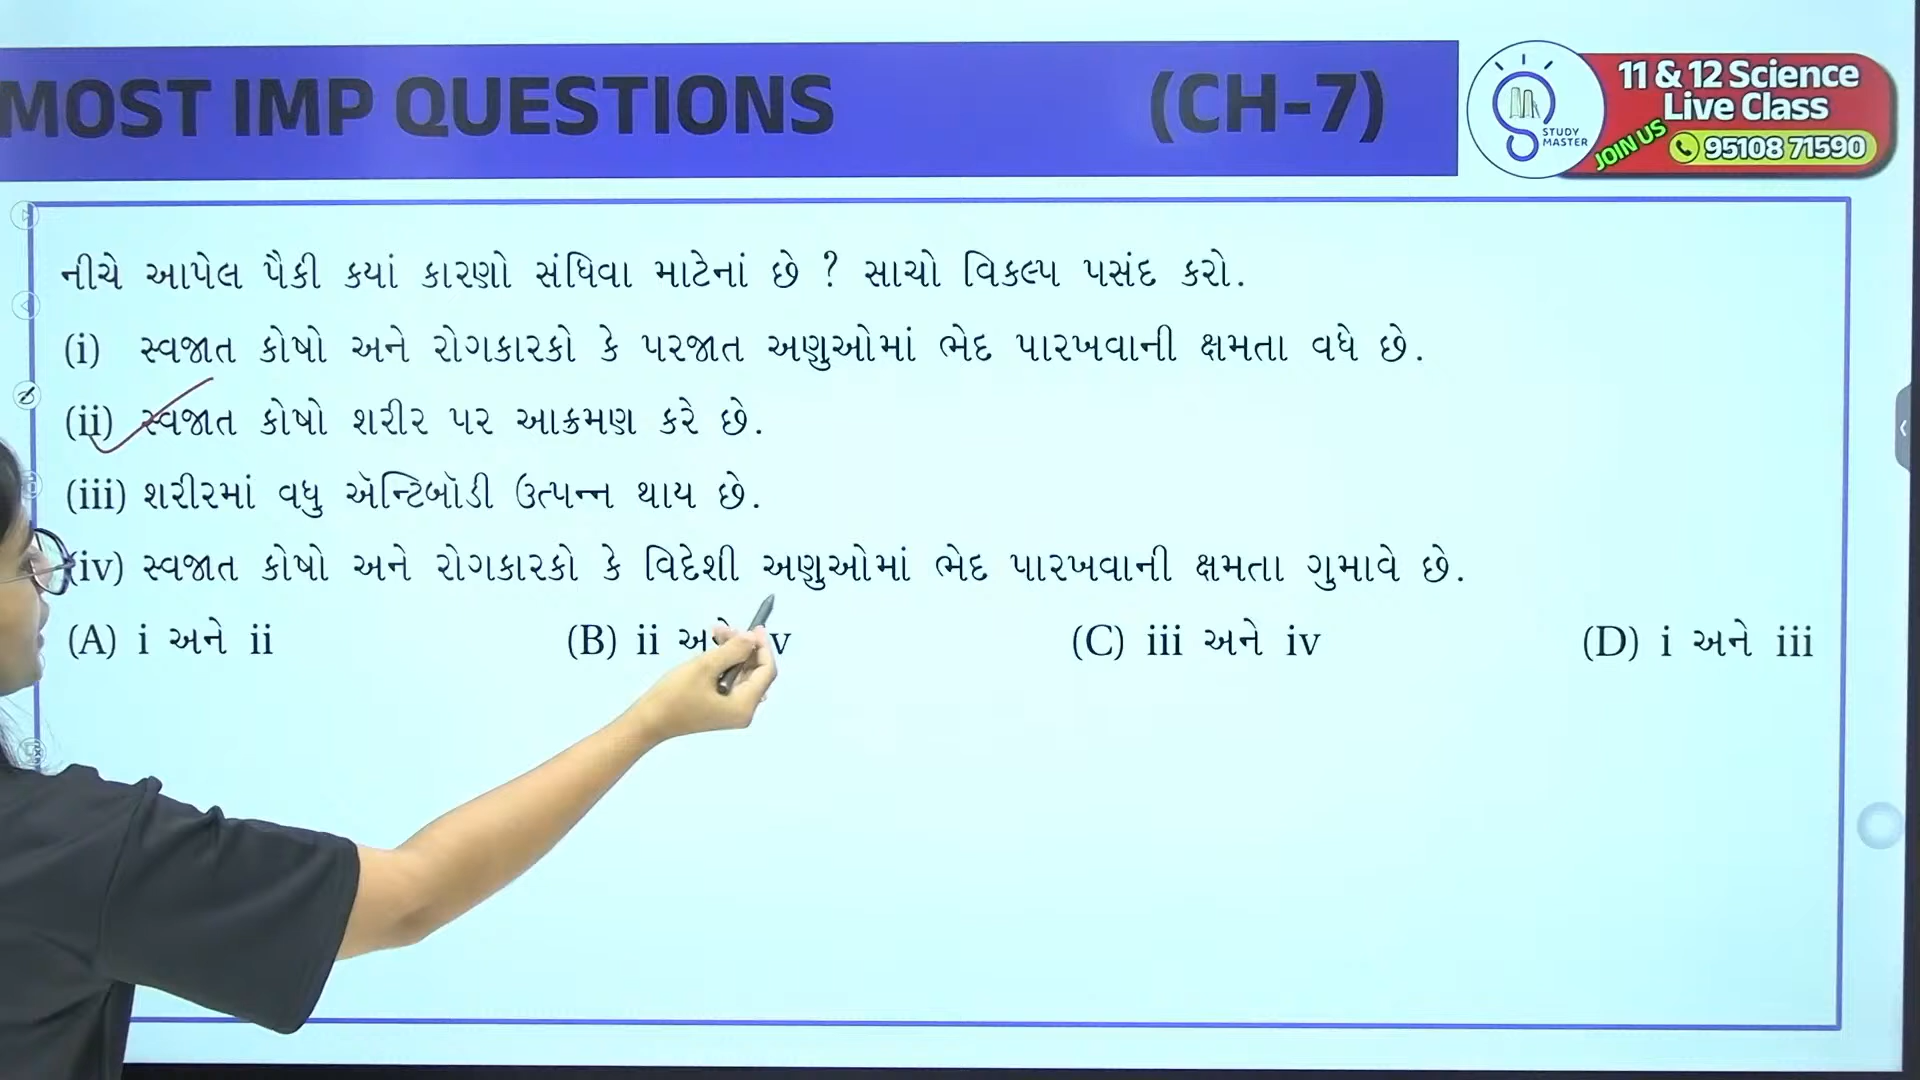 MOST IMP QUESTIONS (CH-7)
STUDY
MASTER
11 & 12 Science
Live Class
JOIN US 95108 71590
નીચે આપેલ પૈકી કયાં કારણો સંધિવા માટેનાં છે ? સાચો વિકલ્પ પસંદ કરો.
(i) સ્વજાત કોષો અને રોગકારકો કે પરજાત અણુઓમાં ભેદ પારખવાની ક્ષમતા વધે છે.
(ii) સ્વજાત કોષો શરીર પર આક્રમણ કરે છે.
(iii) શરીરમાં વધુ ઍન્ટિબૉડી ઉત્પન્ન થાય છે.
(iv) સ્વજાત કોષો અને રોગકારકો કે વિદેશી અણુઓમાં ભેદ પારખવાની ક્ષમતા ગુમાવે છે.
(A) i અને ii (B) ii અને iv (C) iii અને iv (D) i અને iii